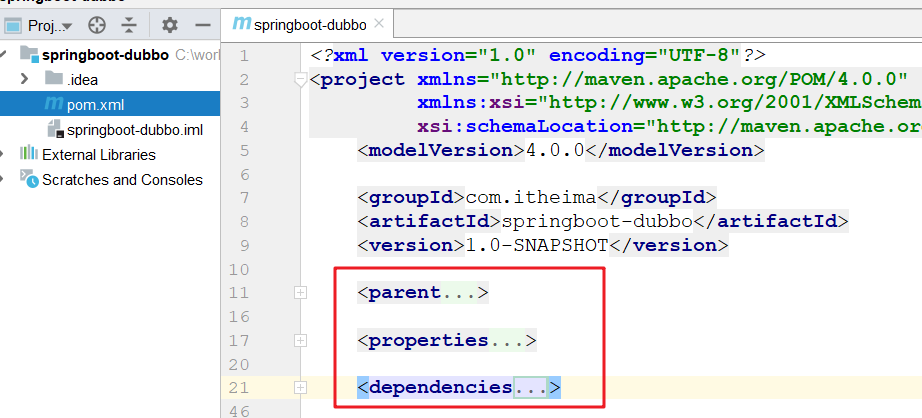 springboot-dubbo
Proj...
springboot-dubbo
springboot-dubbo C:\wor
.idea
pom.xml
springboot-dubbo.iml
External Libraries
Scratches and Consoles
1 <?xml version="1.0" encoding="UTF-8"?>
2 <project xmlns="http://maven.apache.org/POM/4.0.0"
3 xmlns:xsi="http://www.w3.org/2001/XMLSchem
4 xsi:schemaLocation="http://maven.apache.or
5 <modelVersion>4.0.0</modelVersion>
6
7 <groupId>com.itheima</groupId>
8 <artifactId>springboot-dubbo</artifactId>
9 <version>1.0-SNAPSHOT</version>
10
11 <parent...>
16
17 <properties...>
20
21 <dependencies...>
46